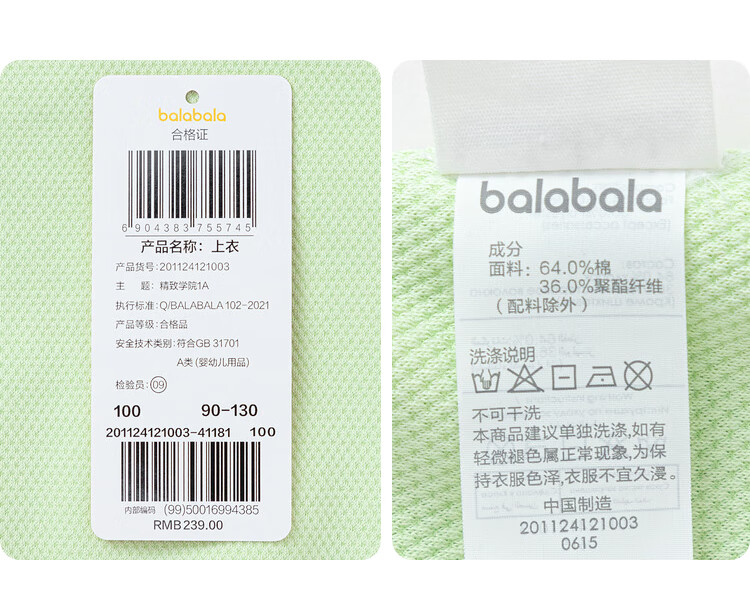 balabala
合格证
6 904383 755745
产品名称：上衣
产品货号:201124121003
主　　题：精致学院1A
执行标准:Q/BALABALA 102-2021
产品等级:合格品
安全技术类别:符合GB 31701
A类 (婴幼儿用品)
检验员:09
100 90-130
201124121003-41181 100
内部编码 (99)50016994385
RMB 239.00
balabala
成分
面料：64.0%棉
36.0%聚酯纤维
（配料除外）
洗涤说明
不可干洗
本商品建议单独洗涤,如有
轻微褪色属正常现象,为保
持衣服色泽,衣服不宜久浸。
中国制造
201124121003
0615